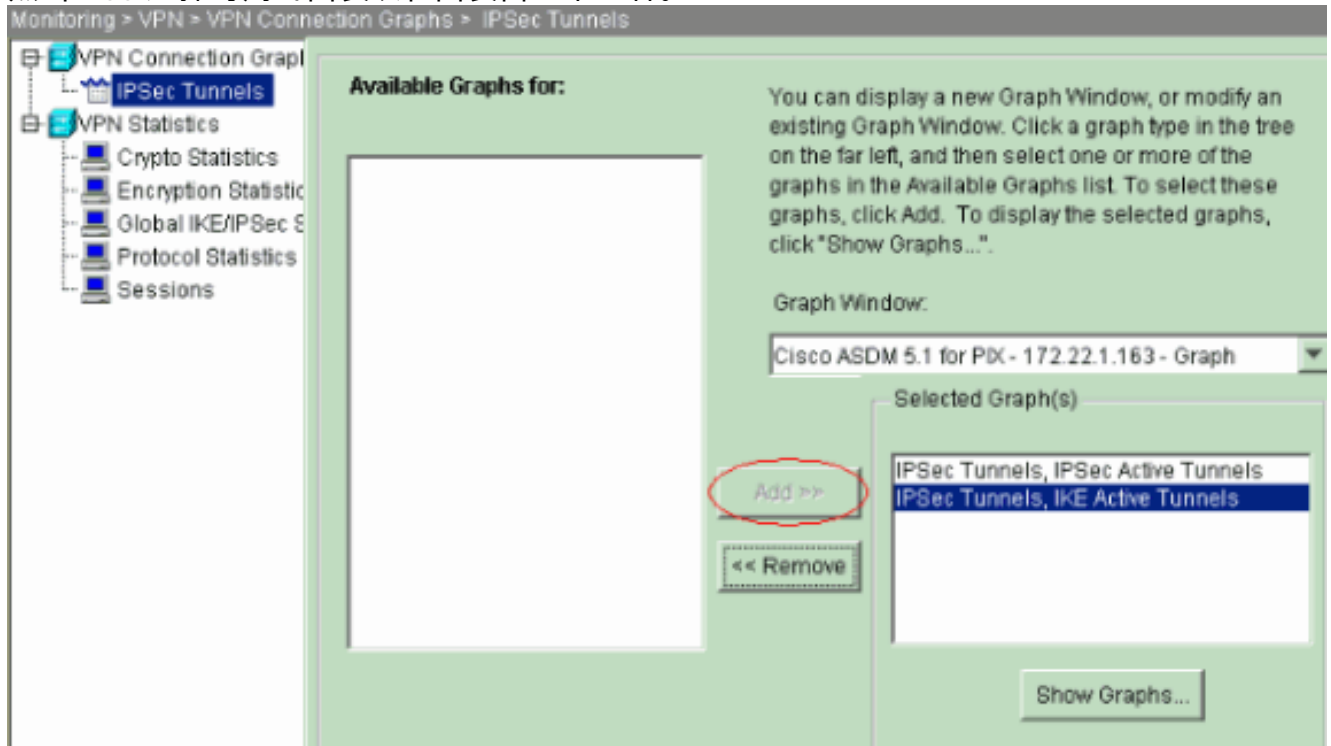 Monitoring > VPN > VPN Connection Graphs > IPSec Tunnels
VPN Connection Grapl
IPSec Tunnels
VPN Statistics
Crypto Statistics
Encryption Statistic
Global IKE/IPSec S
Protocol Statistics
Sessions
Available Graphs for:
You can display a new Graph Window, or modify an
existing Graph Window. Click a graph type in the tree
on the far left, and then select one or more of the
graphs in the Available Graphs list. To select these
graphs, click Add. To display the selected graphs,
click "Show Graphs...".
Graph Window:
Cisco ASDM 5.1 for PIX - 172.22.1.163 - Graph
Selected Graph(s)
IPSec Tunnels, IPSec Active Tunnels
IPSec Tunnels, IKE Active Tunnels
Add >>
<< Remove
Show Graphs...